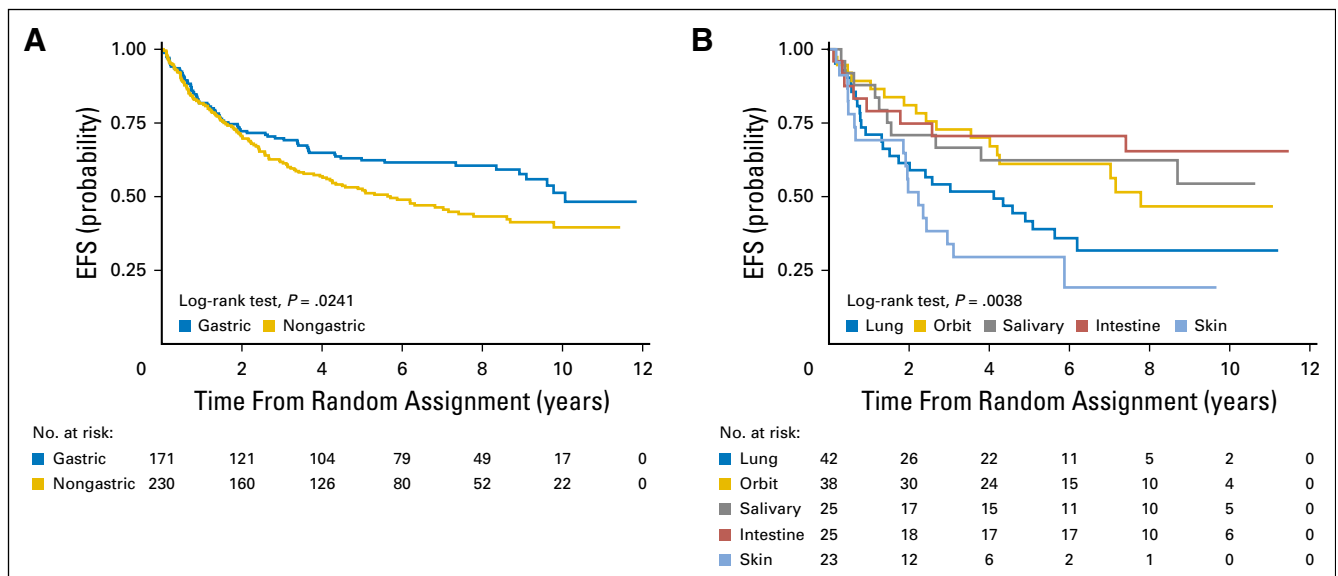 A
1.00
0.75
0.50
0.25
EFS (probability)
Log-rank test, P = .0241
Gastric Nongastric
0 2 4 6 8 10 12
Time From Random Assignment (years)
No. at risk:
Gastric 171 121 104 79 49 17 0
Nongastric 230 160 126 80 52 22 0
B
1.00
0.75
0.50
0.25
EFS (probability)
Log-rank test, P = .0038
Lung Orbit Salivary Intestine Skin
0 2 4 6 8 10 12
Time From Random Assignment (years)
No. at risk:
Lung 42 26 22 11 5 2 0
Orbit 38 30 24 15 10 4 0
Salivary 25 17 15 11 10 5 0
Intestine 25 18 17 17 10 6 0
Skin 23 12 6 2 1 0 0